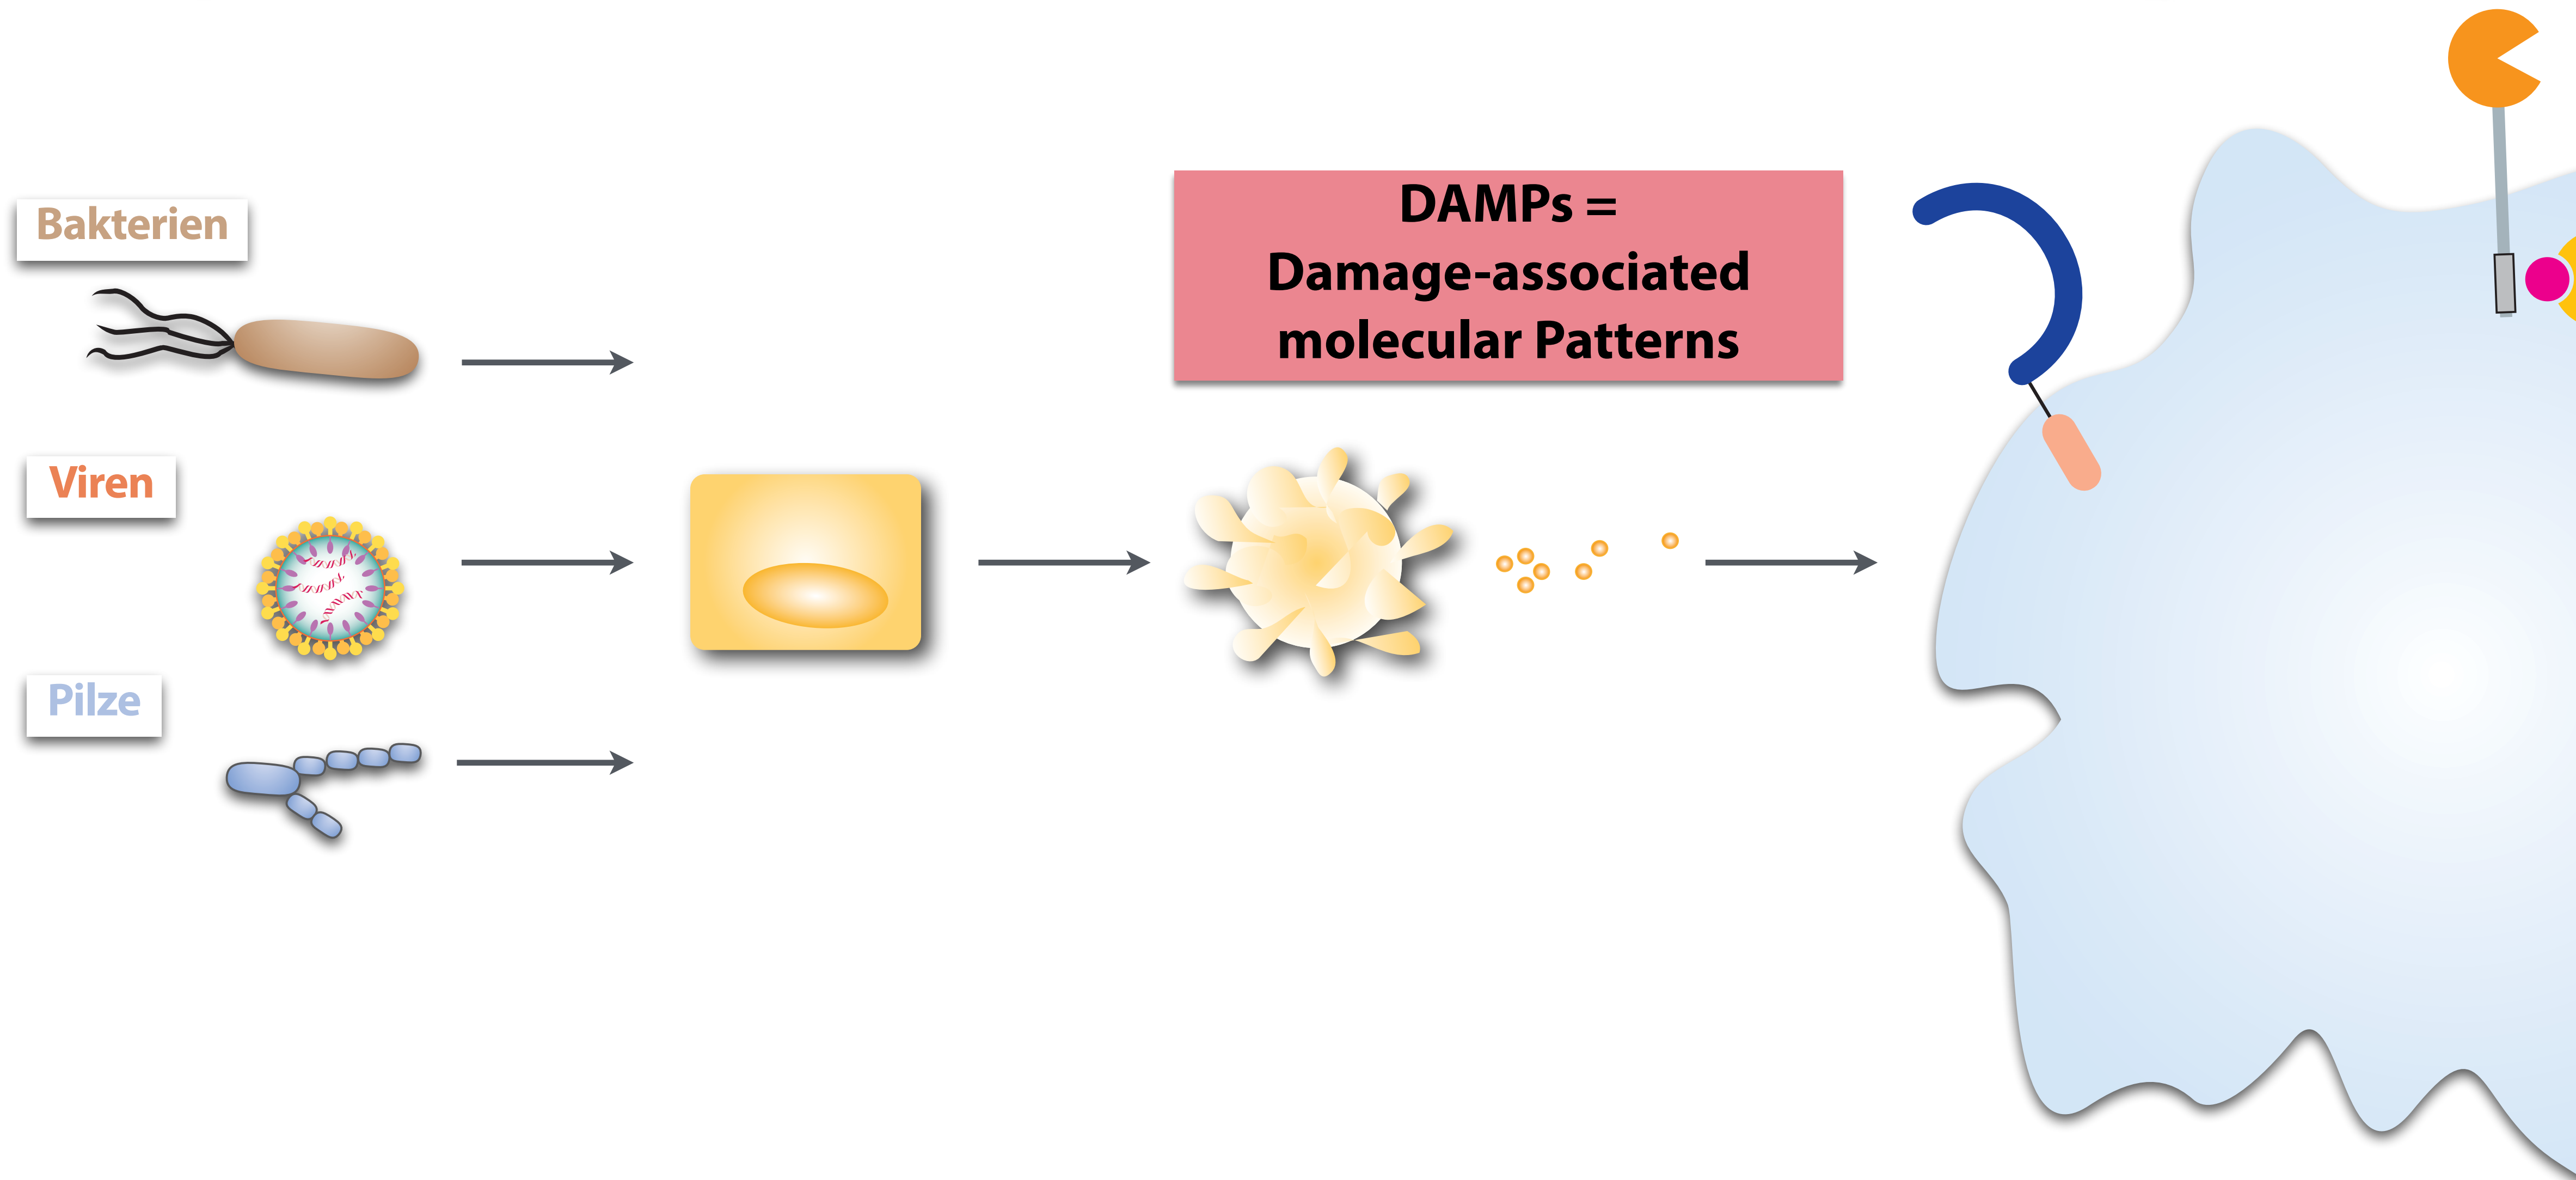 Bakterien
Viren
Pilze
DAMPs =
Damage-associated
molecular Patterns